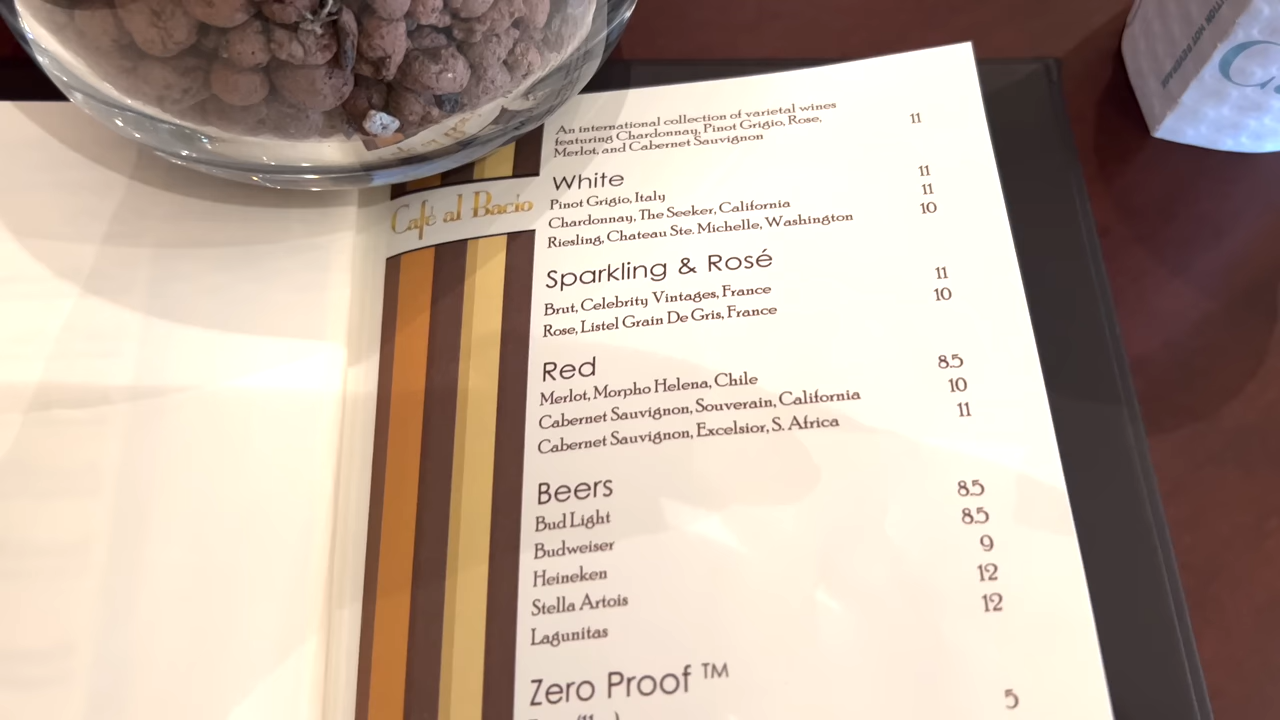 An international collection of varietal wines
featuring Chardonnay, Pinot Grigio, Rose,
Merlot, and Cabernet Sauvignon 11
Café al Bacio
White
Pinot Grigio, Italy 11
Chardonnay, The Seeker, California 11
Riesling, Chateau Ste. Michelle, Washington 10
Sparkling & Rosé
Brut, Celebrity Vintages, France 11
Rose, Listel Grain De Gris, France 10
Red
Merlot, Morpho Helena, Chile 8.5
Cabernet Sauvignon, Souverain, California 10
Cabernet Sauvignon, Excelsior, S. Africa 11
Beers
Bud Light 8.5
Budweiser 8.5
Heineken 9
Stella Artois 12
Lagunitas 12
Zero Proof ™
5